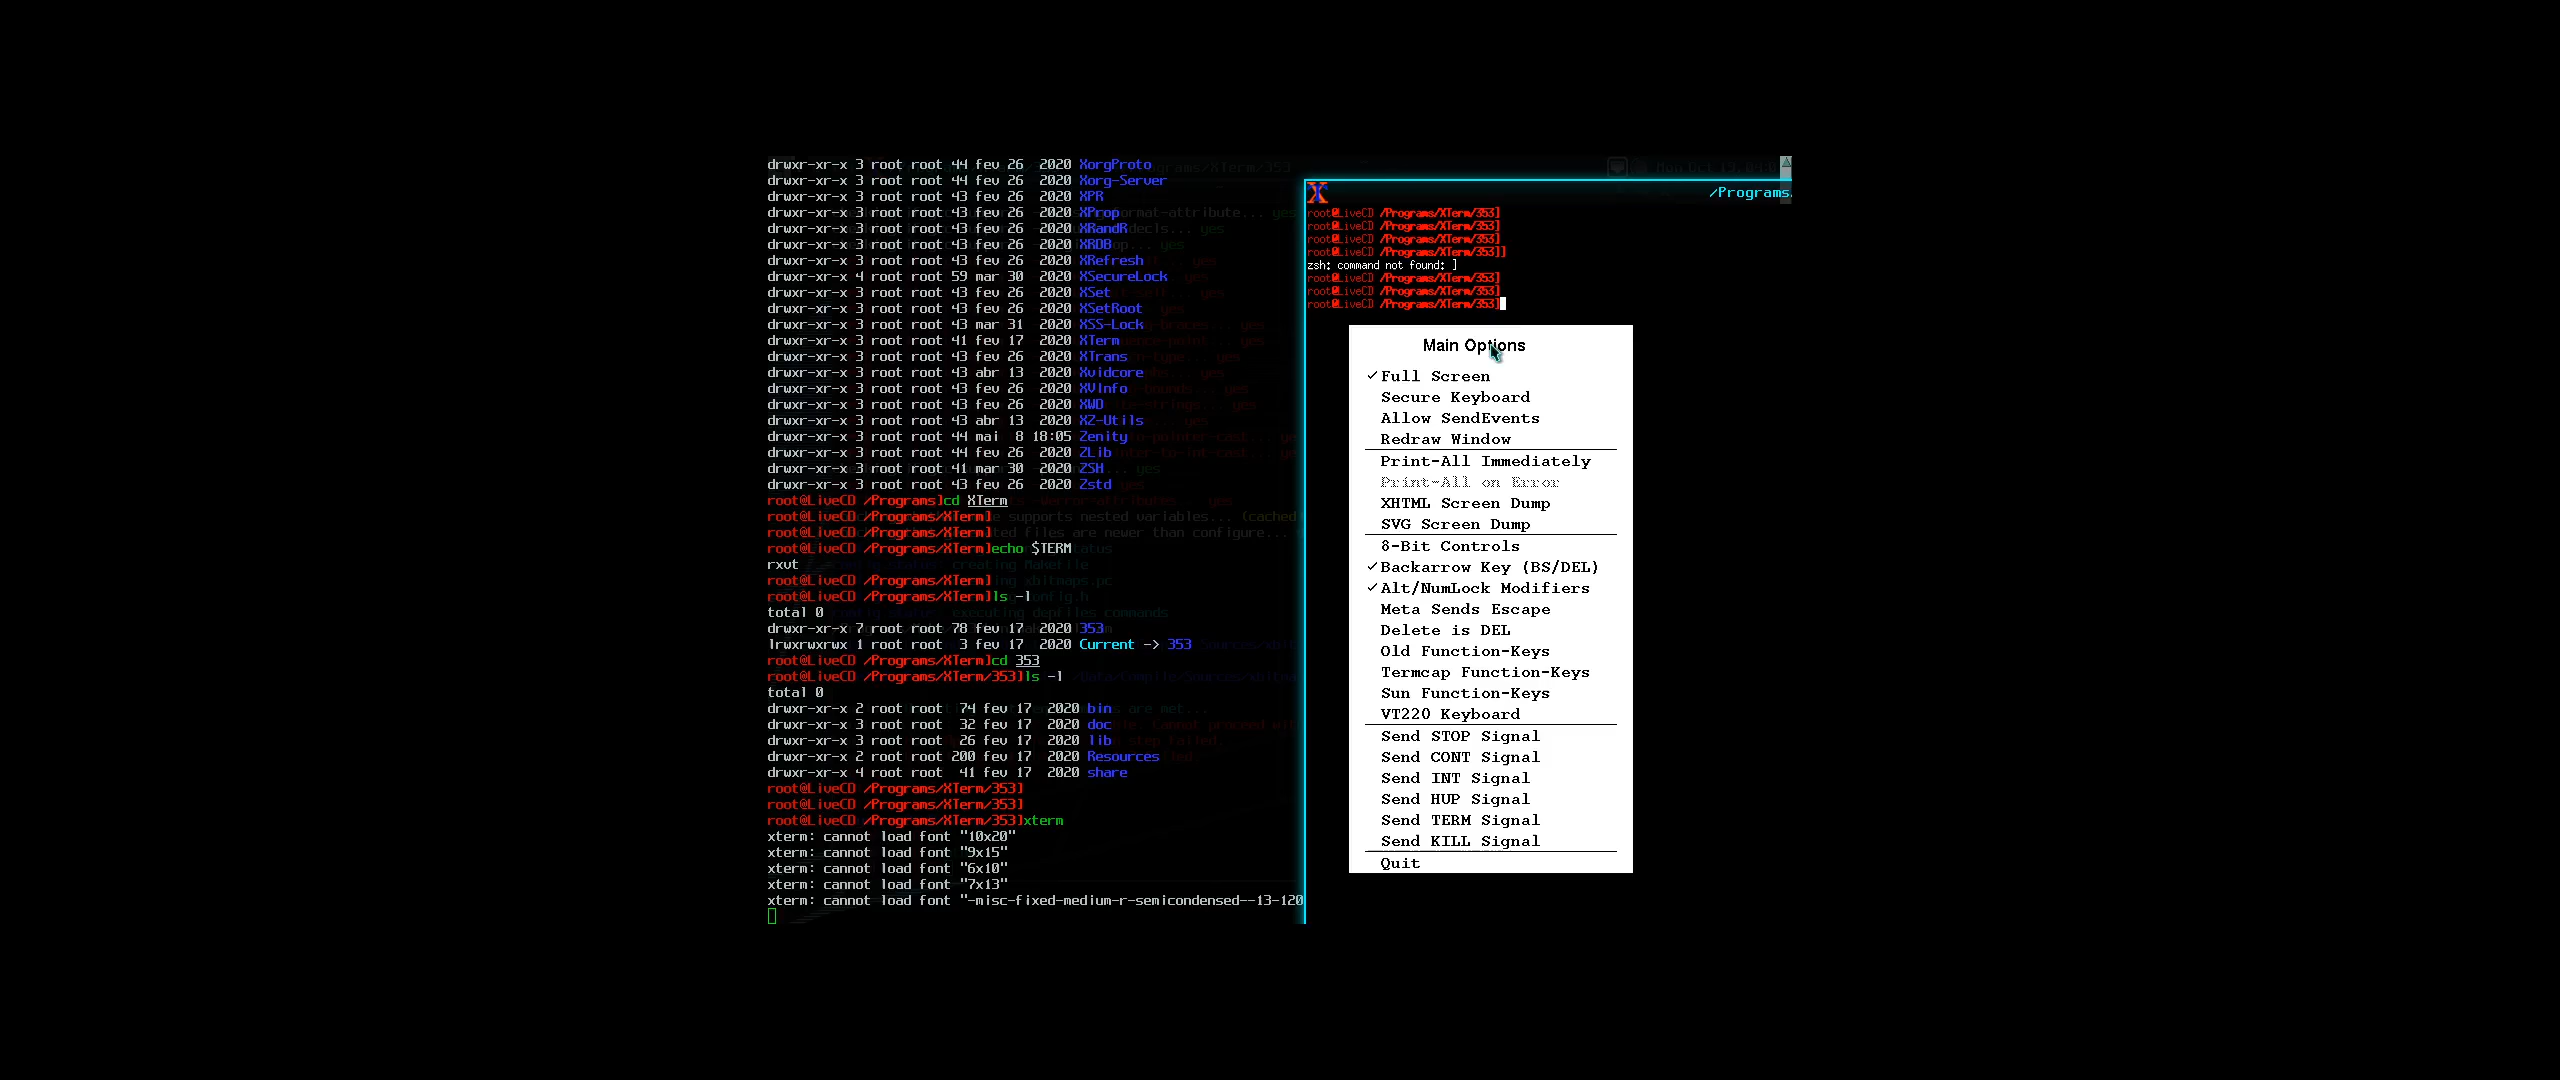 drwxr-xr-x 3 root root 44 fev 26  2020 XorgProto
drwxr-xr-x 3 root root 44 fev 26  2020 Xorg-Server
drwxr-xr-x 3 root root 43 fev 26  2020 XPR
drwxr-xr-x 3 root root 43 fev 26  2020 XProp
drwxr-xr-x 3 root root 43 fev 26  2020 XRandR
drwxr-xr-x 3 root root 43 fev 26  2020 XRDB
drwxr-xr-x 3 root root 43 fev 26  2020 XRefresh
drwxr-xr-x 4 root root 59 mar 30  2020 XSecureLock
drwxr-xr-x 3 root root 43 fev 26  2020 XSet
drwxr-xr-x 3 root root 43 fev 26  2020 XSetRoot
drwxr-xr-x 3 root root 43 mar 31  2020 XSS-Lock
drwxr-xr-x 3 root root 41 fev 17  2020 XTerm
drwxr-xr-x 3 root root 43 fev 26  2020 XTrans
drwxr-xr-x 3 root root 43 abr 13  2020 Xvidcore
drwxr-xr-x 3 root root 43 fev 26  2020 XVInfo
drwxr-xr-x 3 root root 43 fev 26  2020 XWD
drwxr-xr-x 3 root root 43 abr 13  2020 XZ-Utils
drwxr-xr-x 3 root root 44 mai  8 18:05 Zenity
drwxr-xr-x 3 root root 44 fev 26  2020 ZLib
drwxr-xr-x 3 root root 41 mar 30  2020 ZSH
drwxr-xr-x 3 root root 43 fev 26  2020 Zstd
root@LiveCD /Programs]cd XTerm
root@LiveCD /Programs/XTerm]
root@LiveCD /Programs/XTerm]
root@LiveCD /Programs/XTerm]echo $TERM
rxvt
root@LiveCD /Programs/XTerm]
root@LiveCD /Programs/XTerm]ls -l
total 0
drwxr-xr-x 7 root root 78 fev 17  2020 353
lrwxrwxrwx 1 root root  3 fev 17  2020 Current -> 353
root@LiveCD /Programs/XTerm]cd 353
root@LiveCD /Programs/XTerm/353]ls -l
total 0
drwxr-xr-x 2 root root  74 fev 17  2020 bin
drwxr-xr-x 3 root root  32 fev 17  2020 doc
drwxr-xr-x 3 root root  26 fev 17  2020 lib
drwxr-xr-x 2 root root 200 fev 17  2020 Resources
drwxr-xr-x 4 root root  41 fev 17  2020 share
root@LiveCD /Programs/XTerm/353]
root@LiveCD /Programs/XTerm/353]
root@LiveCD /Programs/XTerm/353]xterm
xterm: cannot load font "10x20"
xterm: cannot load font "9x15"
xterm: cannot load font "6x10"
xterm: cannot load font "7x13"
xterm: cannot load font "-misc-fixed-medium-r-semicondensed--13-120
/Programs
root@LiveCD /Programs/XTerm/353]
root@LiveCD /Programs/XTerm/353]
root@LiveCD /Programs/XTerm/353]
root@LiveCD /Programs/XTerm/353]]
zsh: command not found: ]
root@LiveCD /Programs/XTerm/353]
root@LiveCD /Programs/XTerm/353]
root@LiveCD /Programs/XTerm/353]
Main Options
✓Full Screen
Secure Keyboard
Allow SendEvents
Redraw Window
Print-All Immediately
Print-All on Error
XHTML Screen Dump
SVG Screen Dump
8-Bit Controls
✓Backarrow Key (BS/DEL)
✓Alt/NumLock Modifiers
Meta Sends Escape
Delete is DEL
Old Function-Keys
Termcap Function-Keys
Sun Function-Keys
VT220 Keyboard
Send STOP Signal
Send CONT Signal
Send INT Signal
Send HUP Signal
Send TERM Signal
Send KILL Signal
Quit